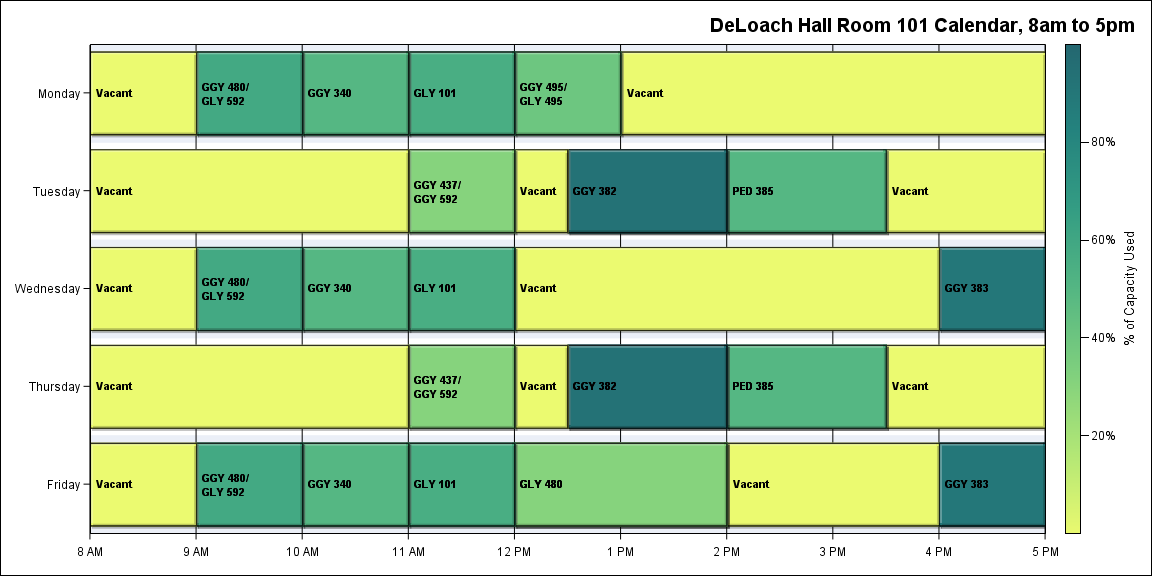 DeLoach Hall Room 101 Calendar, 8am to 5pm
Monday
Vacant
GGY 480/
GLY 592
GGY 340
GLY 101
GGY 495/
GLY 495
Vacant
Tuesday
Vacant
GGY 437/
GGY 592
Vacant
GGY 382
PED 385
Vacant
Wednesday
Vacant
GGY 480/
GLY 592
GGY 340
GLY 101
Vacant
GGY 383
Thursday
Vacant
GGY 437/
GGY 592
Vacant
GGY 382
PED 385
Vacant
Friday
Vacant
GGY 480/
GLY 592
GGY 340
GLY 101
GLY 480
Vacant
GGY 383
8 AM
9 AM
10 AM
11 AM
12 PM
1 PM
2 PM
3 PM
4 PM
5 PM
80%
60%
40%
20%
% of Capacity Used